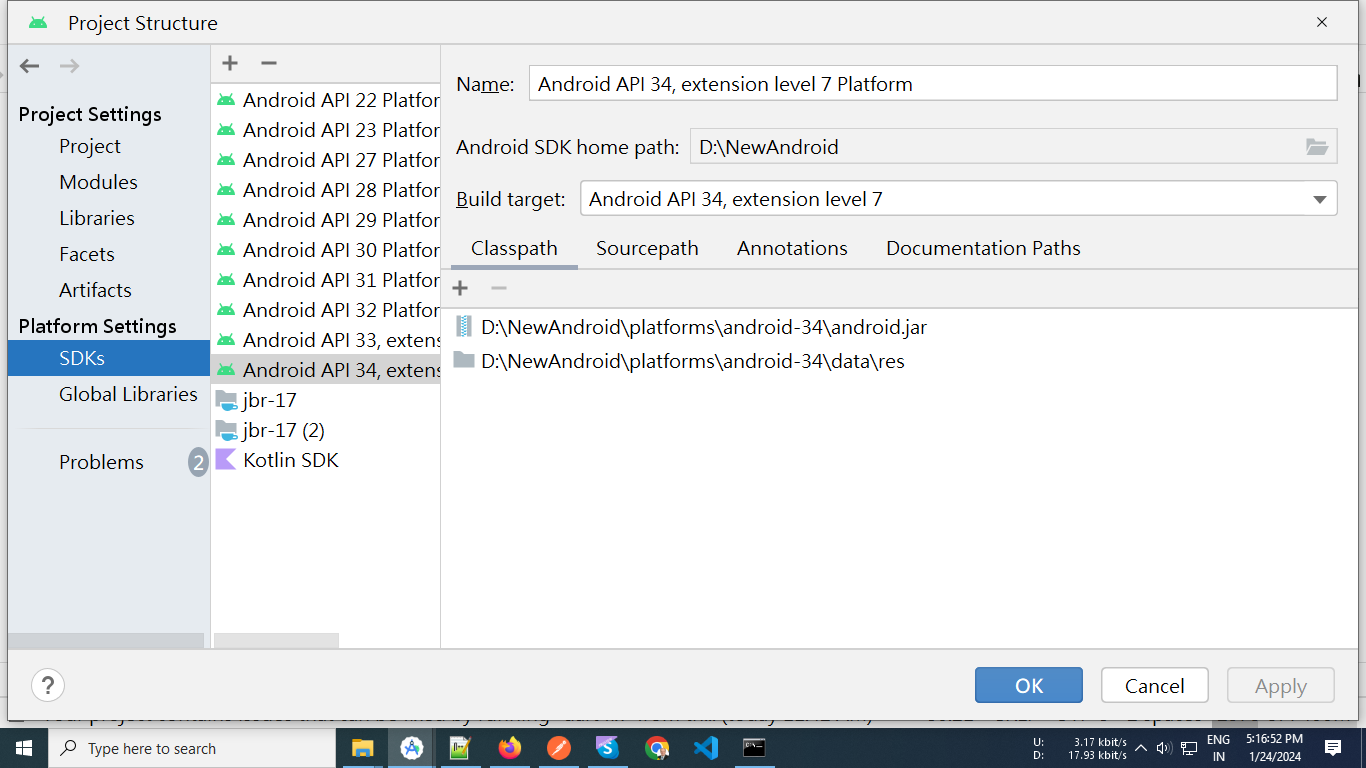 Project Structure
Project Settings
Project
Modules
Libraries
Facets
Artifacts
Platform Settings
SDKs
Global Libraries
Problems
2
Android API 22 Platfor
Android API 23 Platfor
Android API 27 Platfor
Android API 28 Platfor
Android API 29 Platfor
Android API 30 Platfor
Android API 31 Platfor
Android API 32 Platfor
Android API 33, extens
Android API 34, extens
jbr-17
jbr-17 (2)
Kotlin SDK
Name: Android API 34, extension level 7 Platform
Android SDK home path: D:\NewAndroid
Build target: Android API 34, extension level 7
Classpath Sourcepath Annotations Documentation Paths
D:\NewAndroid\platforms\android-34\android.jar
D:\NewAndroid\platforms\android-34\data\res
?
OK Cancel Apply
Type here to search
U: 3.17 kbit/s
D: 17.93 kbit/s
ENG
IN
5:16:52 PM
1/24/2024